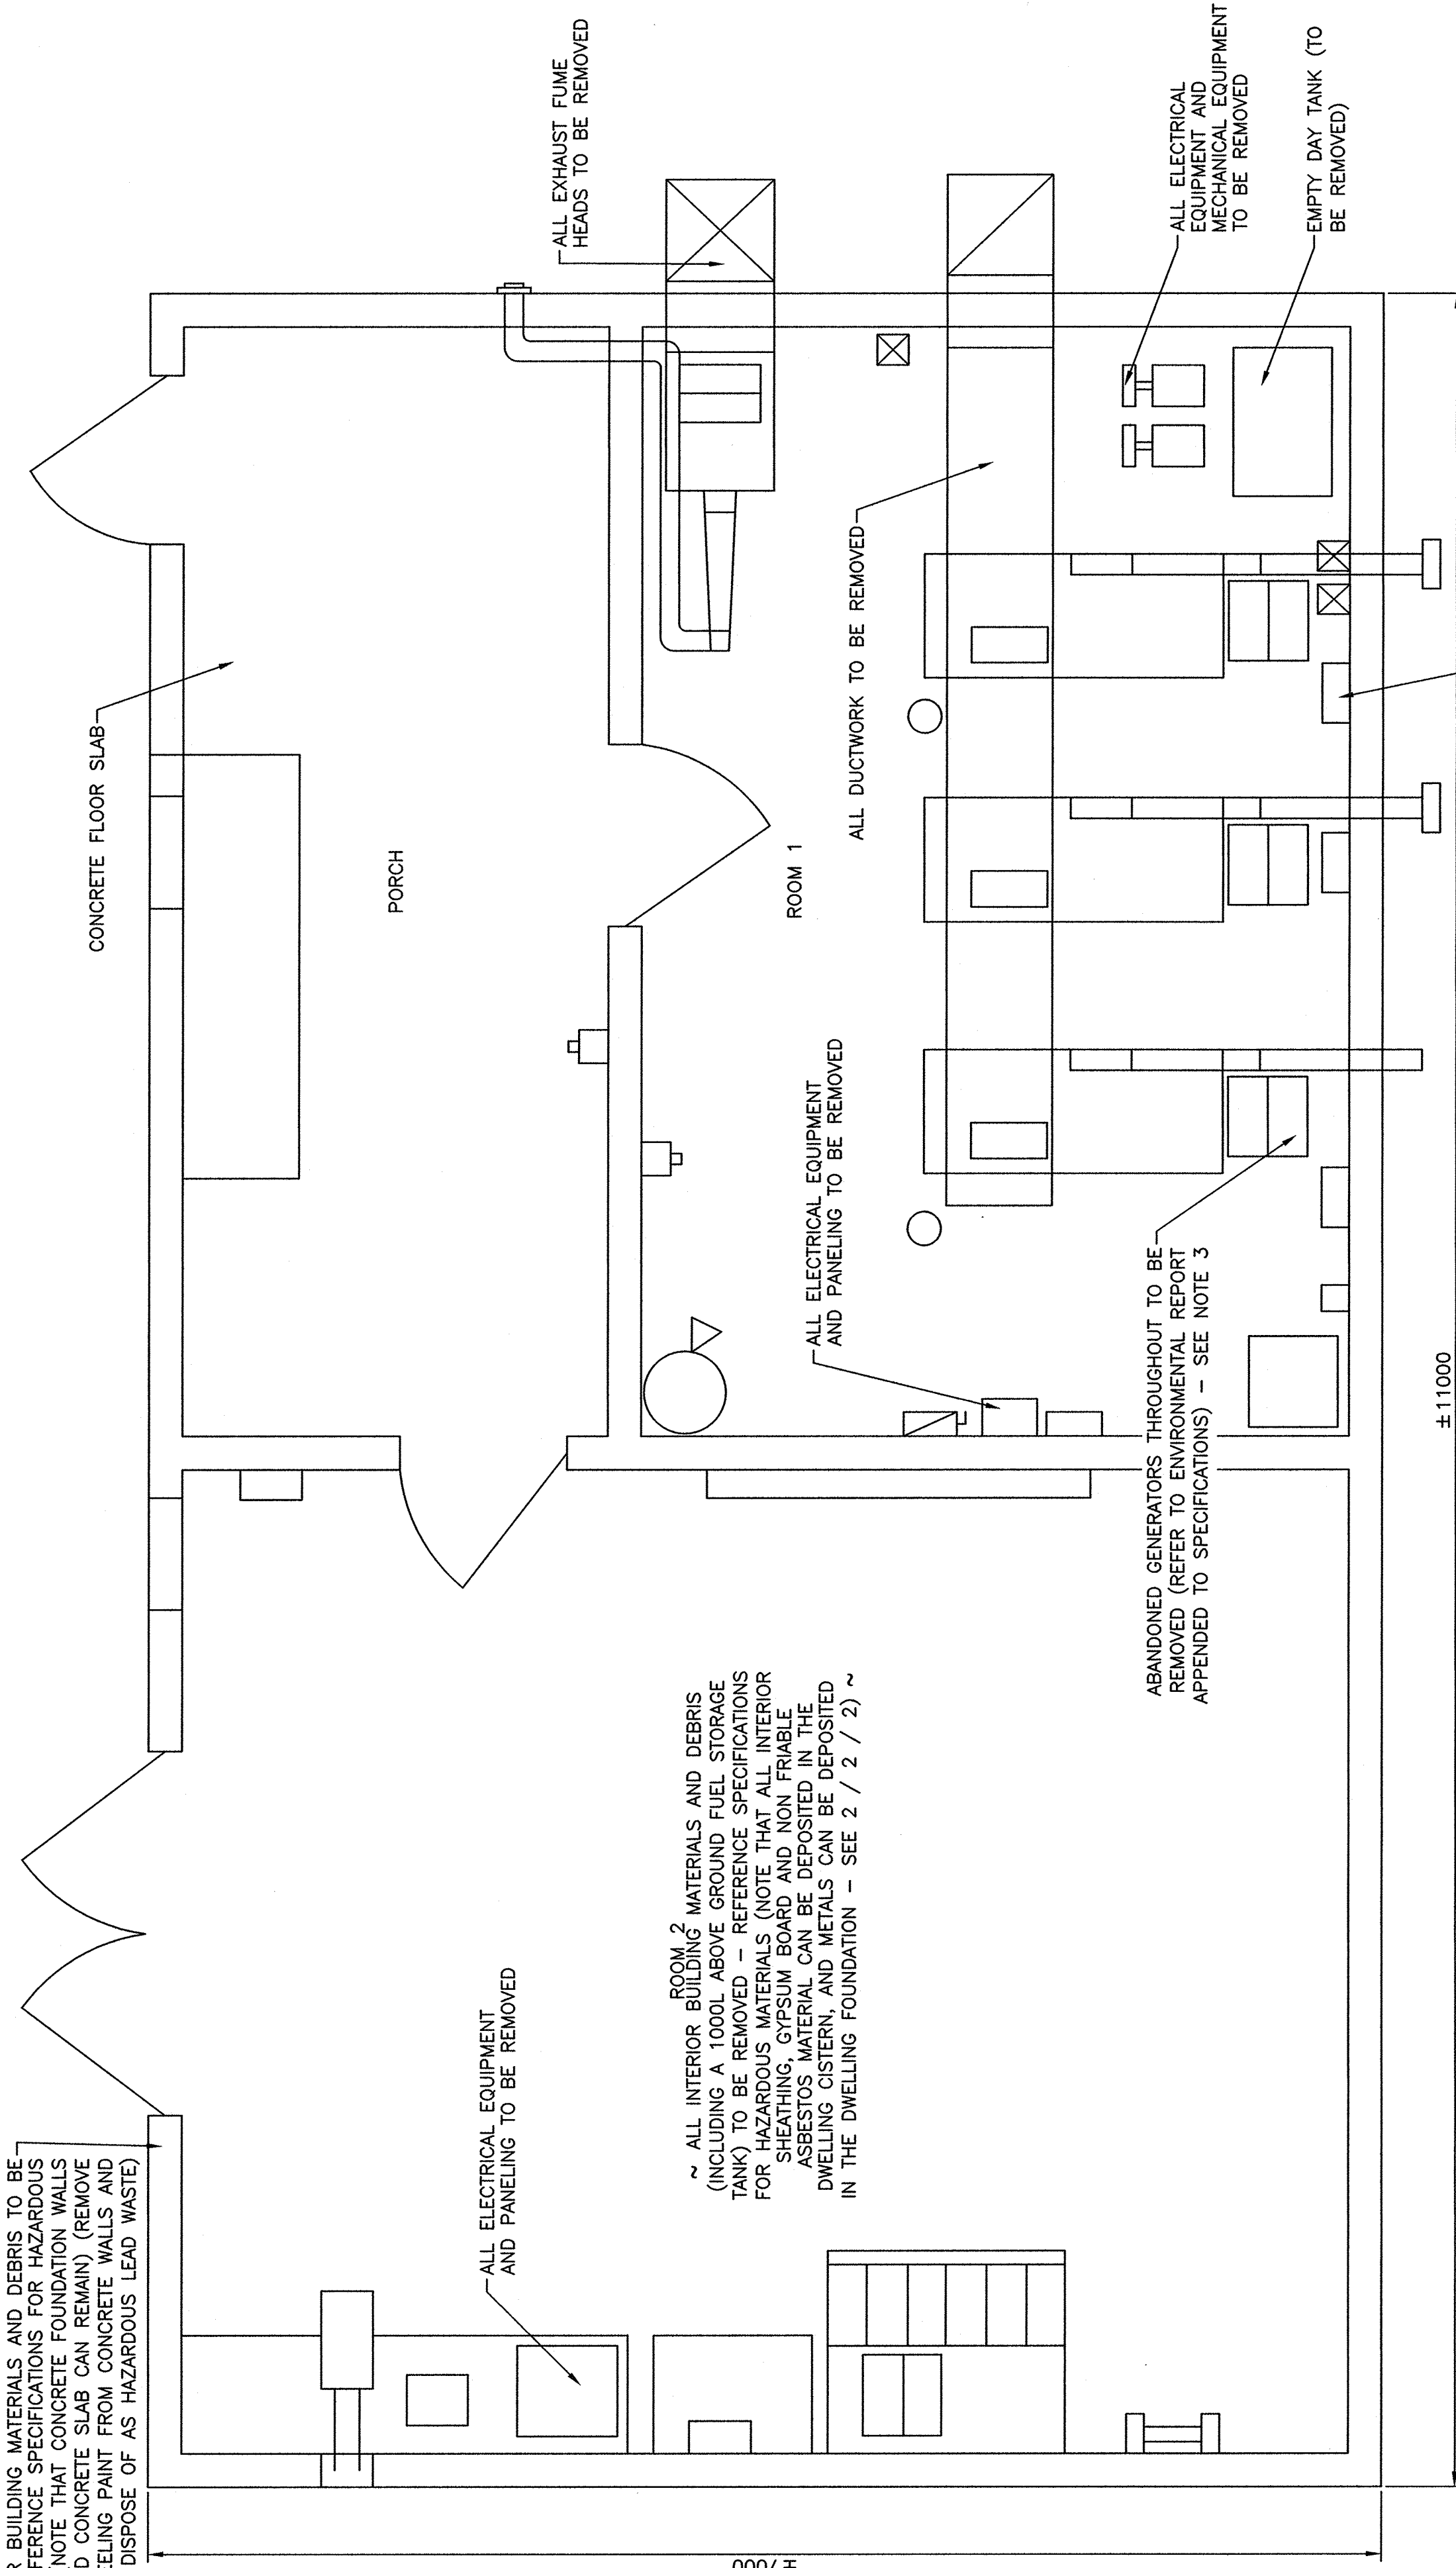 R BUILDING MATERIALS AND DEBRIS TO BE
FERENCE SPECIFICATIONS FOR HAZARDOUS
NOTE THAT CONCRETE FOUNDATION WALLS
D CONCRETE SLAB CAN REMAIN) (REMOVE
EELING PAINT FROM CONCRETE WALLS AND
DISPOSE OF AS HAZARDOUS LEAD WASTE)
CONCRETE FLOOR SLAB
ALL EXHAUST FUME
HEADS TO BE REMOVED
PORCH
ALL ELECTRICAL EQUIPMENT
AND PANELING TO BE REMOVED
ROOM 2
~ ALL INTERIOR BUILDING MATERIALS AND DEBRIS
(INCLUDING A 1000L ABOVE GROUND FUEL STORAGE
TANK) TO BE REMOVED – REFERENCE SPECIFICATIONS
FOR HAZARDOUS MATERIALS (NOTE THAT ALL INTERIOR
SHEATHING, GYPSUM BOARD AND NON FRIABLE
ASBESTOS MATERIAL CAN BE DEPOSITED IN THE
DWELLING CISTERN, AND METALS CAN BE DEPOSITED
IN THE DWELLING FOUNDATION – SEE 2 / 2 / 2) ~
ROOM 1
ALL ELECTRICAL EQUIPMENT
AND PANELING TO BE REMOVED
ALL DUCTWORK TO BE REMOVED
ABANDONED GENERATORS THROUGHOUT TO BE
REMOVED (REFER TO ENVIRONMENTAL REPORT
APPENDED TO SPECIFICATIONS) – SEE NOTE 3
ALL ELECTRICAL
EQUIPMENT AND
MECHANICAL EQUIPMENT
TO BE REMOVED
EMPTY DAY TANK (TO
BE REMOVED)
±11000